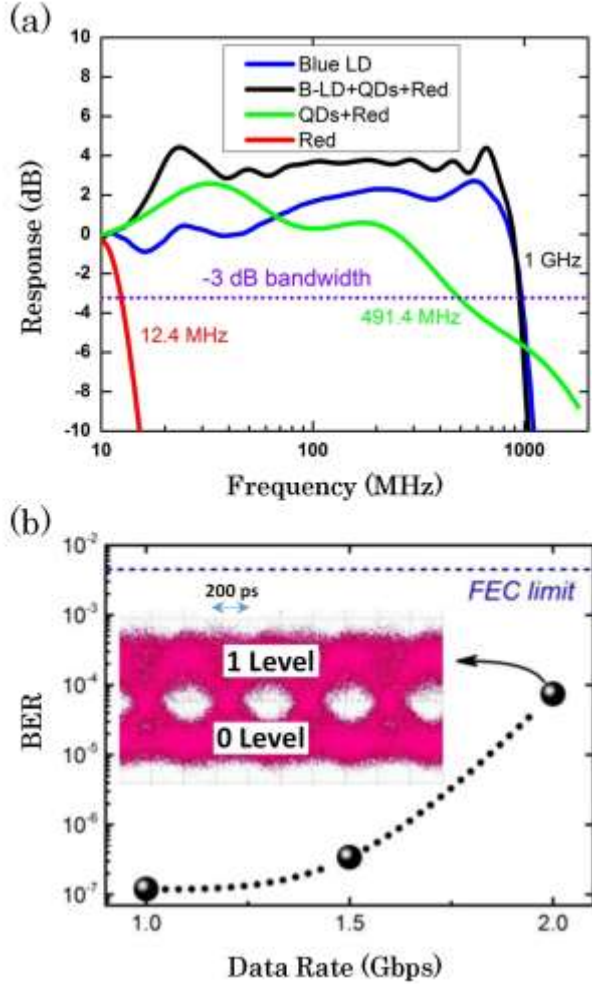 (a)
10
8
6
4
2
0
-2
-4
-6
-8
-10
Response (dB)
Blue LD
B-LD+QDs+Red
QDs+Red
Red
-3 dB bandwidth
1 GHz
12.4 MHz
491.4 MHz
10
100
1000
Frequency (MHz)
(b)
10-2
10-3
10-4
10-5
10-6
10-7
BER
FEC limit
200 ps
1 Level
0 Level
1.0
1.5
2.0
Data Rate (Gbps)